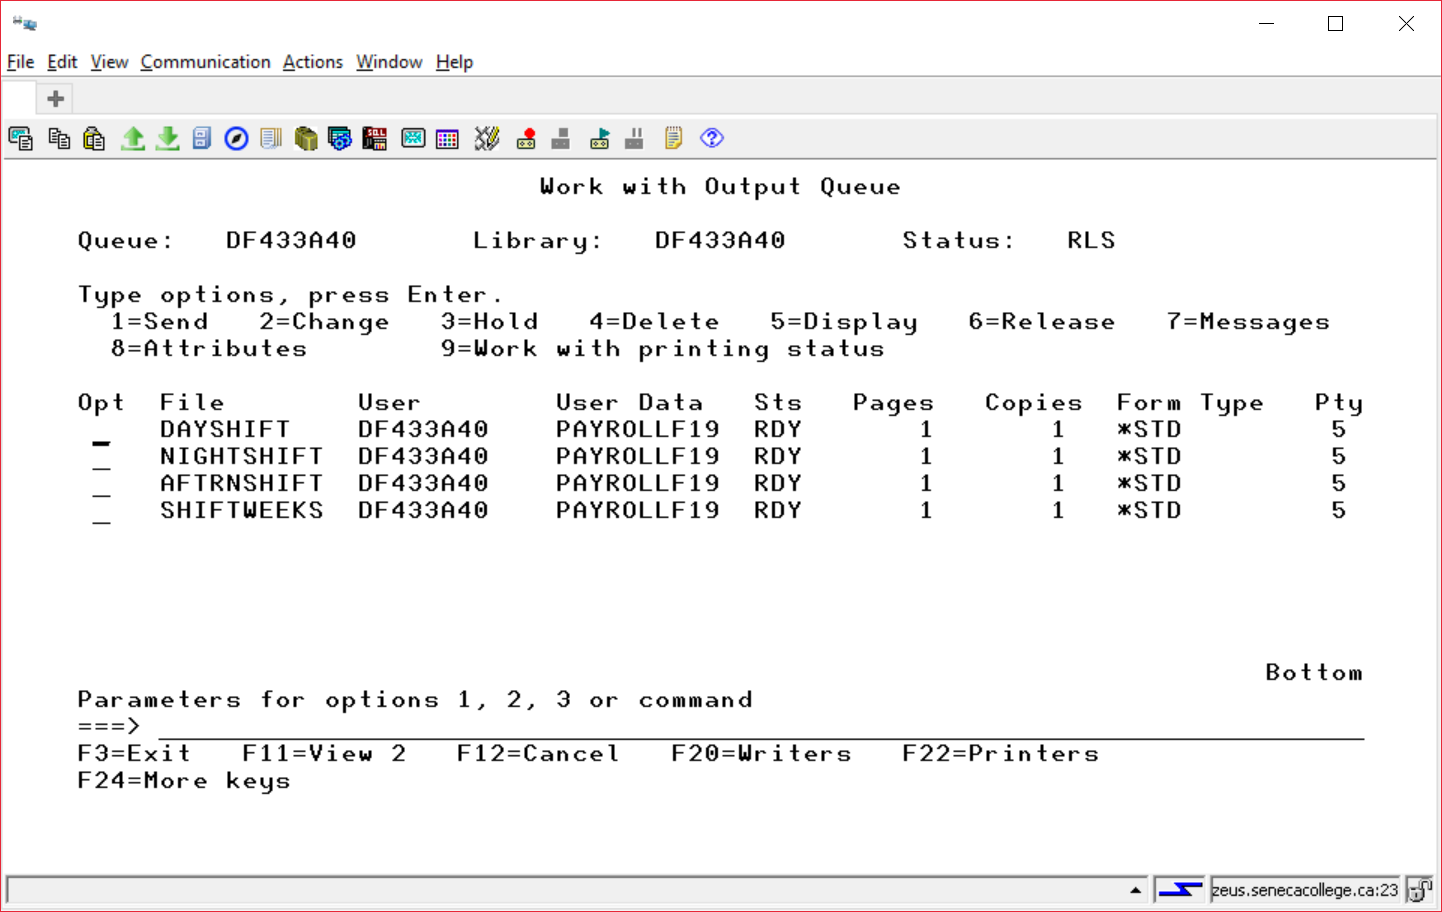 File Edit View Communication Actions Window Help
Work with Output Queue
Queue: DF433A40 Library: DF433A40 Status: RLS
Type options, press Enter.
1=Send 2=Change 3=Hold 4=Delete 5=Display 6=Release 7=Messages
8=Attributes 9=Work with printing status
Opt File User User Data Sts Pages Copies Form Type Pty
_ DAYSHIFT DF433A40 PAYROLLF19 RDY 1 1 *STD 5
_ NIGHTSHIFT DF433A40 PAYROLLF19 RDY 1 1 *STD 5
_ AFTRNSHIFT DF433A40 PAYROLLF19 RDY 1 1 *STD 5
_ SHIFTWEEKS DF433A40 PAYROLLF19 RDY 1 1 *STD 5
Bottom
Parameters for options 1, 2, 3 or command
===>
F3=Exit F11=View 2 F12=Cancel F20=Writers F22=Printers
F24=More keys
zeus.senecacollege.ca:23